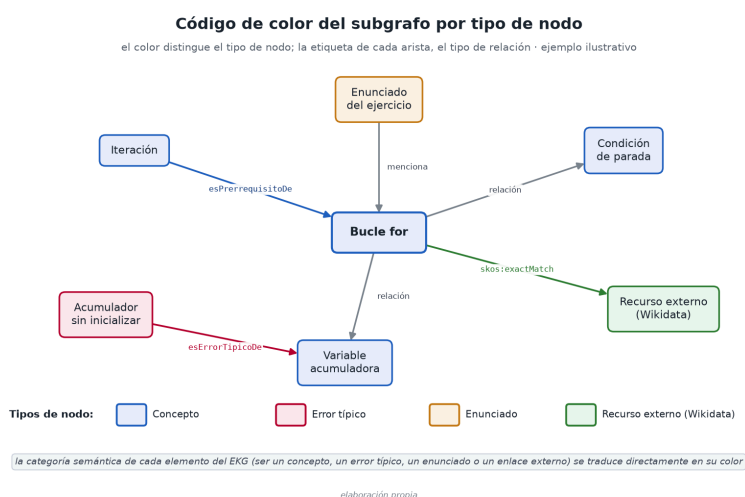 Código de color del subgrafo por tipo de nodo
el color distingue el tipo de nodo; la etiqueta de cada arista, el tipo de relación · ejemplo ilustrativo
Enunciado
del ejercicio
Iteración
Condición
de parada
menciona
esPrerrequisitoDe
relación
Bucle for
skos:exactMatch
relación
Recurso externo
(Wikidata)
Acumulador
sin inicializar
esErrorTipicoDe
Variable
acumuladora
Tipos de nodo:
Concepto
Error típico
Enunciado
Recurso externo (Wikidata)
la categoría semántica de cada elemento del EKG (ser un concepto, un error típico, un enunciado o un enlace externo) se traduce directamente en su color
elaboración propia